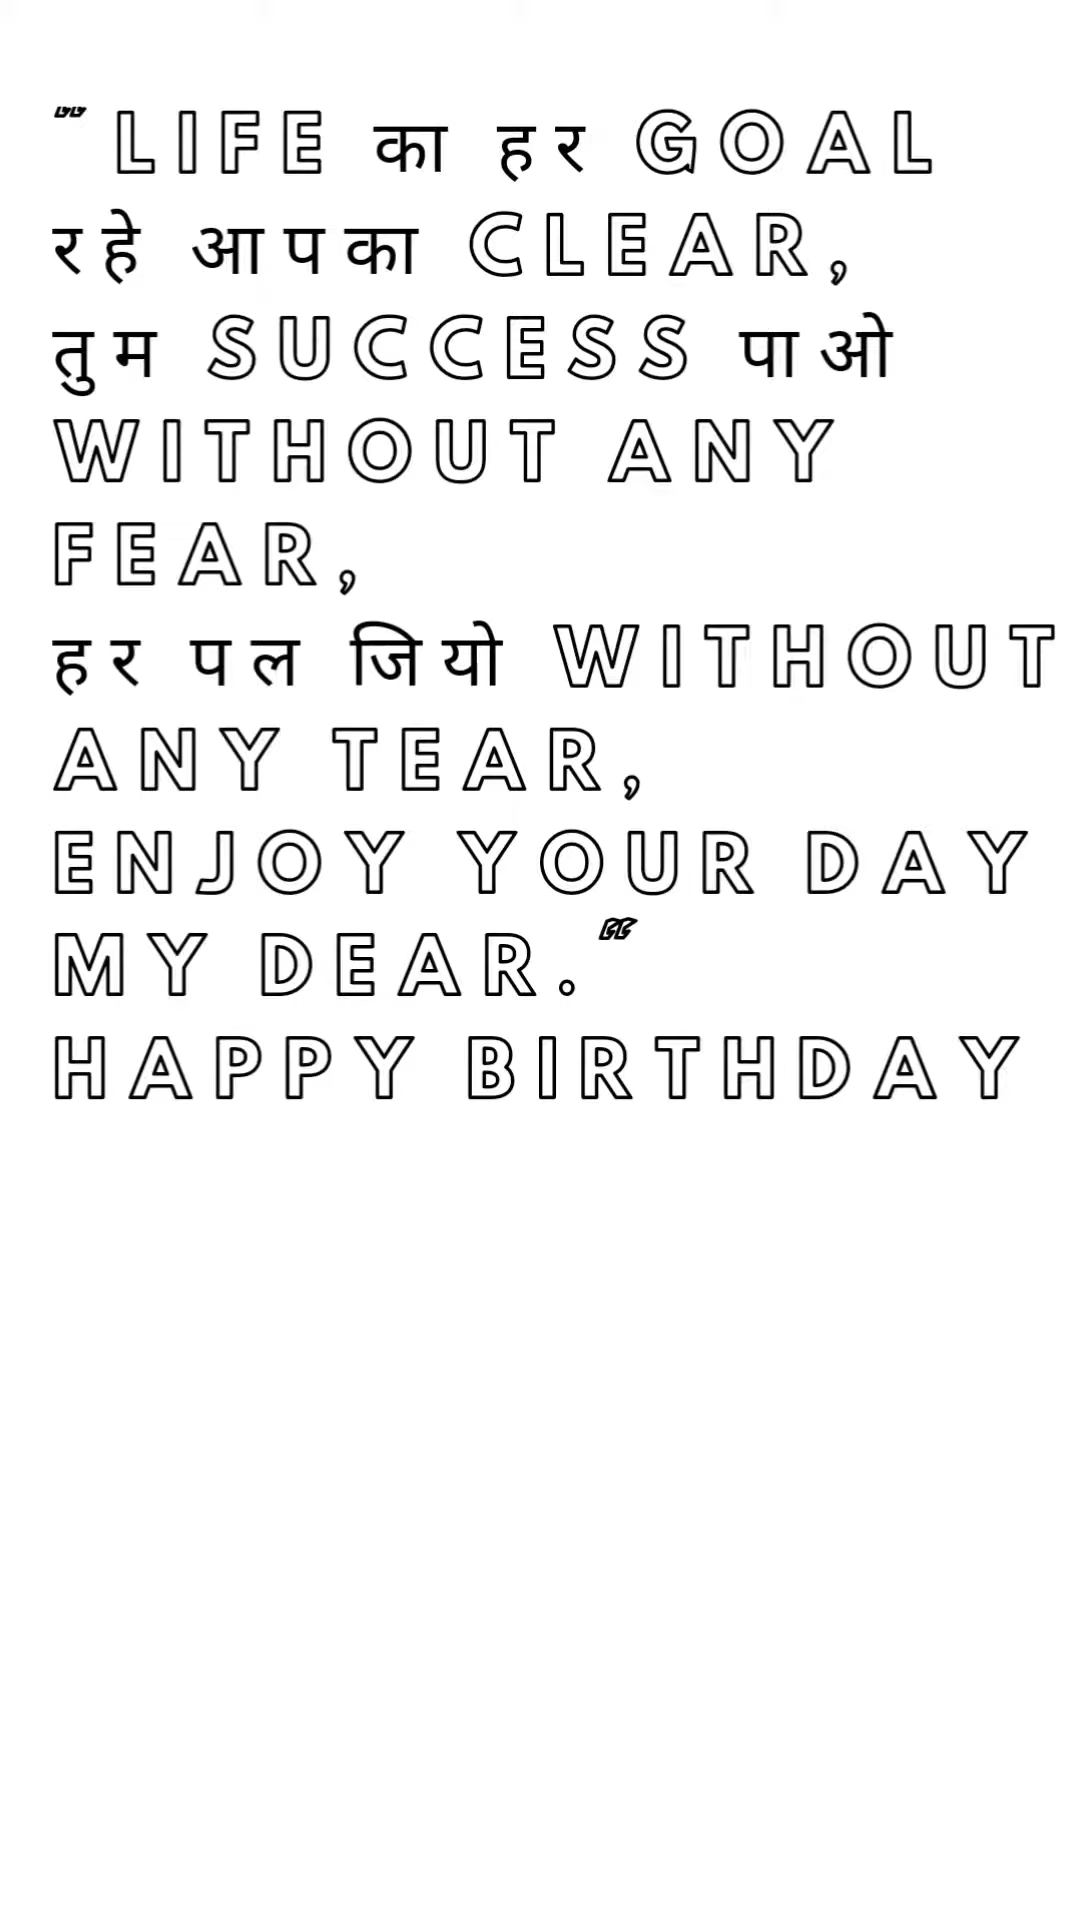 "LIFE का हर GOAL
रहे आपका CLEAR,
तुम SUCCESS पाओ
WITHOUT ANY
FEAR,
हर पल जियो WITHOUT
ANY TEAR,
ENJOY YOUR DAY
MY DEAR."
HAPPY BIRTHDAY